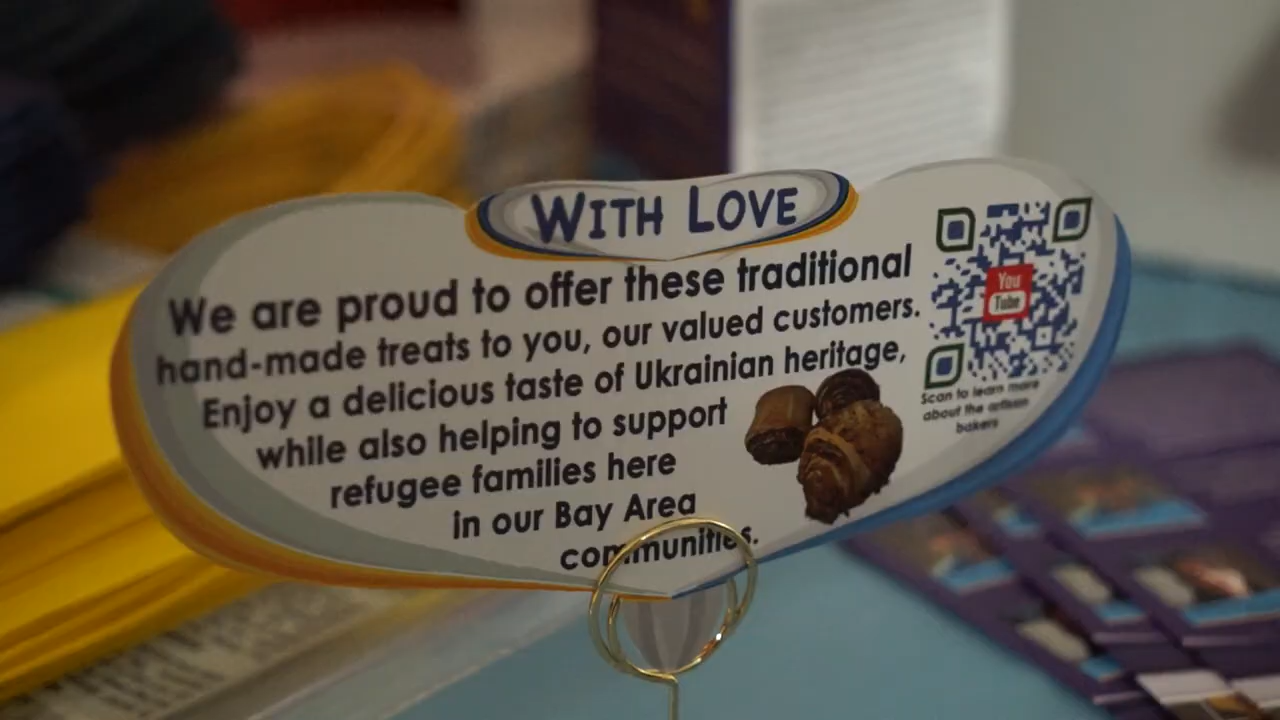 WITH LOVE
We are proud to offer these traditional
hand-made treats to you, our valued customers.
Enjoy a delicious taste of Ukrainian heritage,
while also helping to support
refugee families here
in our Bay Area
communities.
You
Tube
Scan to learn more
about the artisan
bakers